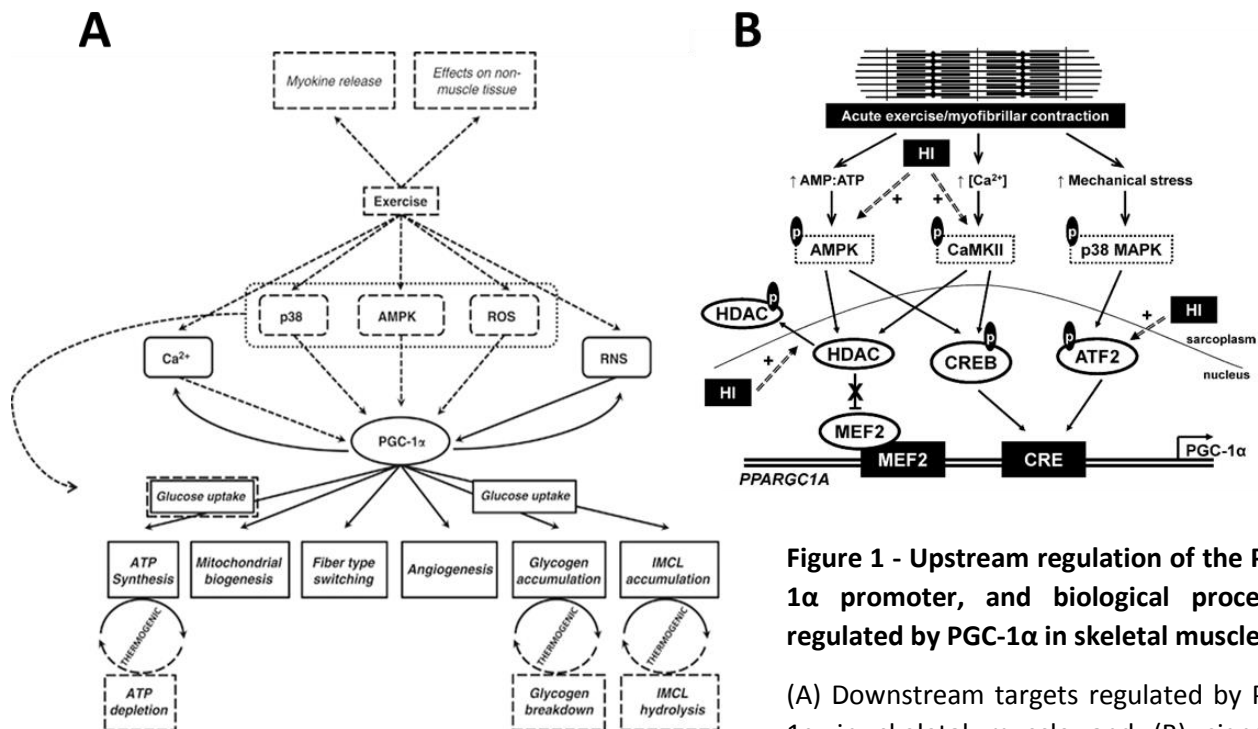 A
Myokine release
Effects on non-
muscle tissue
Exercise
p38
AMPK
ROS
Ca2+
RNS
PGC-1α
Glucose uptake
Glucose uptake
ATP
Synthesis
Mitochondrial
biogenesis
Fiber type
switching
Angiogenesis
Glycogen
accumulation
IMCL
accumulation
THERMOGENIC
THERMOGENIC
THERMOGENIC
ATP
depletion
Glycogen
breakdown
IMCL
hydrolysis
B
Acute exercise/myofibrillar contraction
HI
↑ AMP:ATP
↑ [Ca2+]
↑ Mechanical stress
+
+
p
AMPK
p
CaMKII
p
p38 MAPK
HDAC
p
HI
+
sarcoplasm
nucleus
HDAC
CREB
p
p
ATF2
+
HI
X
MEF2
MEF2
CRE
PGC-1α
PPARGC1A
Figure 1 - Upstream regulation of the
1α promoter, and biological
regulated by PGC-1α in skeletal muscle
(A) Downstream targets regulated by